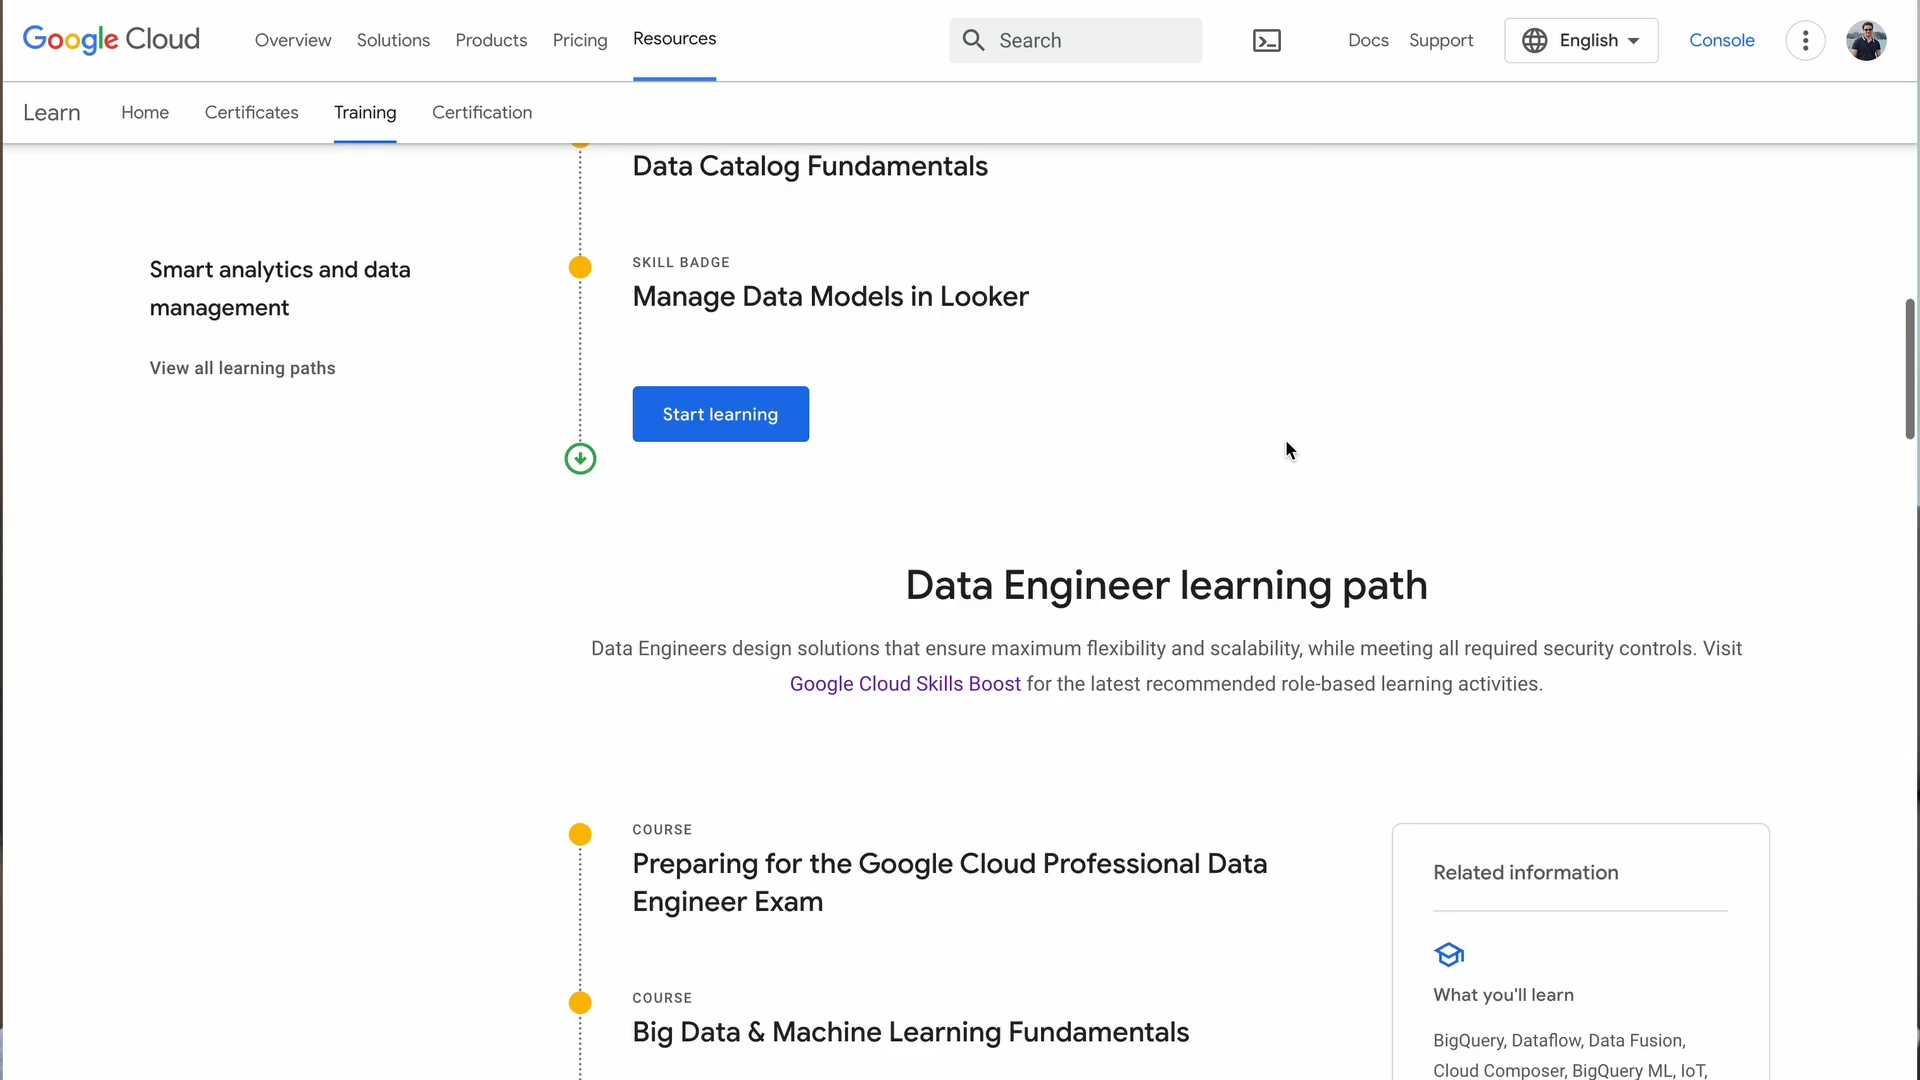 Google Cloud
Overview
Solutions
Products
Pricing
Resources
Search
Docs
Support
English
Console
Learn
Home
Certificates
Training
Certification
Data Catalog Fundamentals
Smart analytics and data
management
View all learning paths
SKILL BADGE
Manage Data Models in Looker
Start learning
Data Engineer learning path
Data Engineers design solutions that ensure maximum flexibility and scalability, while meeting all required security controls. Visit
Google Cloud Skills Boost for the latest recommended role-based learning activities.
COURSE
Preparing for the Google Cloud Professional Data
Engineer Exam
COURSE
Big Data & Machine Learning Fundamentals
Related information
What you'll learn
BigQuery, Dataflow, Data Fusion,
Cloud Composer, BigQuery ML, IoT,